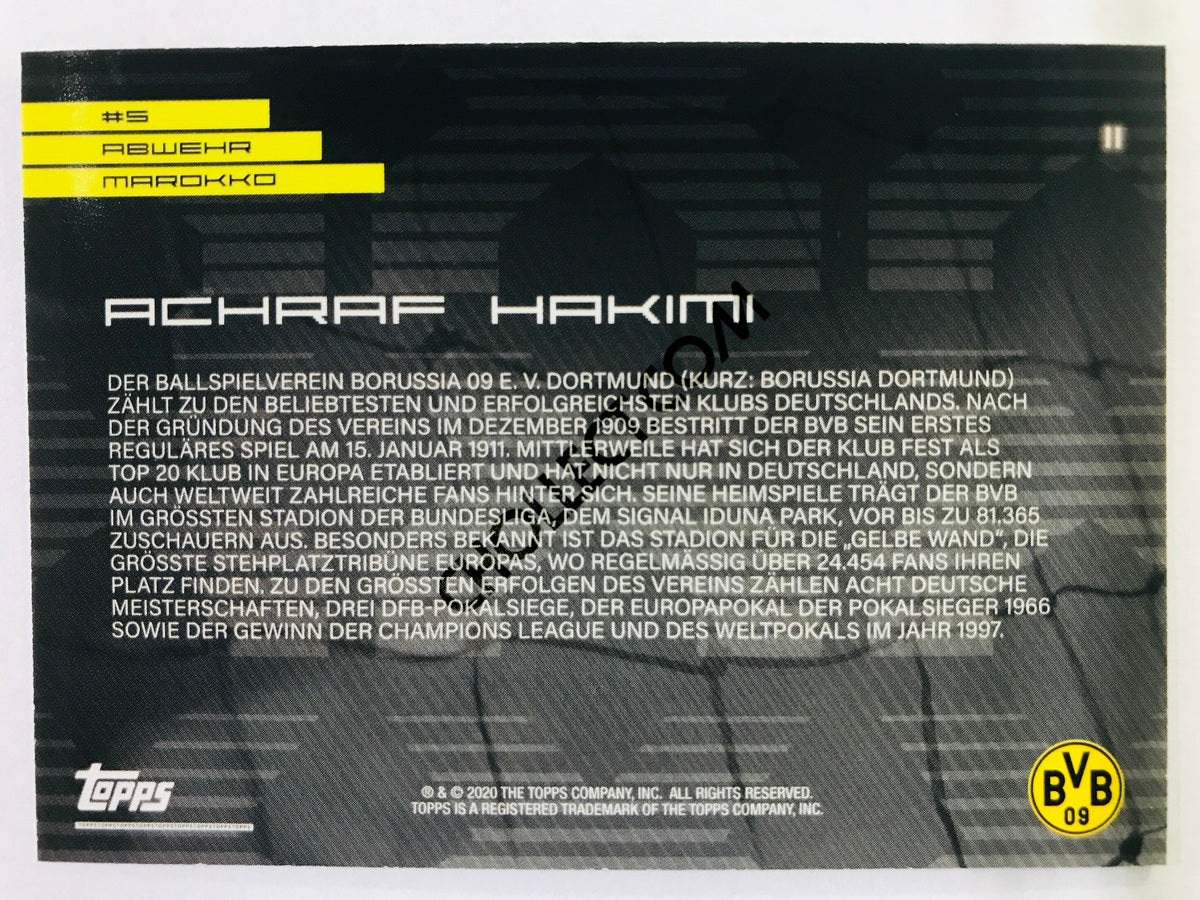 #5
ABWEHR
MAROKKO
11
ACHRAF HAKIMI
DER BALLSPIELVEREIN BORUSSIA 09 E. V. DORTMUND (KURZ: BORUSSIA DORTMUND)
ZÄHLT ZU DEN BELIEBTESTEN UND ERFOLGREICHSTEN KLUBS DEUTSCHLANDS. NACH
DER GRÜNDUNG DES VEREINS IM DEZEMBER 1909 BESTRITT DER BVB SEIN ERSTES
REGULÄRES SPIEL AM 15. JANUAR 1911. MITTLERWEILE HAT SICH DER KLUB FEST ALS
TOP 20 KLUB IN EUROPA ETABLIERT UND HAT NICHT NUR IN DEUTSCHLAND, SONDERN
AUCH WELTWEIT ZAHLREICHE FANS HINTER SICH. SEINE HEIMSPIELE TRÄGT DER BVB
IM GRÖSSTEN STADION DER BUNDESLIGA, DEM SIGNAL IDUNA PARK, VOR BIS ZU 81.365
ZUSCHAUERN AUS. BESONDERS BEKANNT IST DAS STADION FÜR DIE „GELBE WAND“, DIE
GRÖSSTE STEHPLATZTRIBÜNE EUROPAS, WO REGELMÄSSIG ÜBER 24.454 FANS IHREN
PLATZ FINDEN. ZU DEN GRÖSSTEN ERFOLGEN DES VEREINS ZÄHLEN ACHT DEUTSCHE
MEISTERSCHAFTEN, DREI DFB-POKALSIEGE, DER EUROPAPOKAL DER POKALSIEGER 1966
SOWIE DER GEWINN DER CHAMPIONS LEAGUE UND DES WELTPOKALS IM JAHR 1997.
topps
® & © 2020 THE TOPPS COMPANY, INC. ALL RIGHTS RESERVED.
TOPPS IS A REGISTERED TRADEMARK OF THE TOPPS COMPANY, INC.
BVB
09